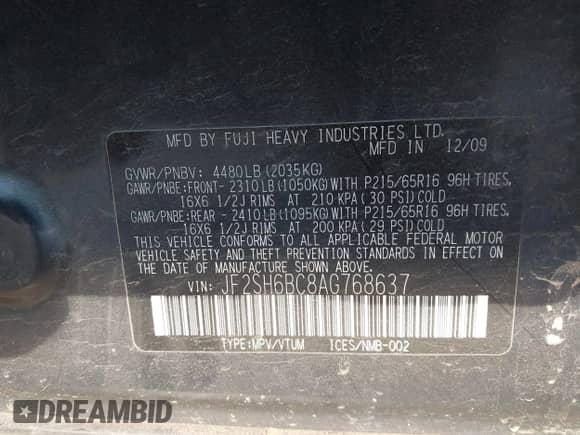 MFD BY FUJI HEAVY INDUSTRIES LTD.
MFD IN 12/09
GVWR/PNBV: 4480LB(2035KG)
GAWR/PNBE:FRONT- 2310LB(1050KG)WITH P215/65R16 96H TIRES,
16X6 1/2J RIMS AT 210 KPA( 30 PSI)COLD
GAWR/PNBE:REAR - 2410LB(1095KG)WITH P215/65R16 96H TIRES,
16X6 1/2J RIMS AT 200 KPA( 29 PSI)COLD
THIS VEHICLE CONFORMS TO ALL APPLICABLE FEDERAL MOTOR
VEHICLE SAFETY AND THEFT PREVENTION STANDARDS IN EFFECT ON
THE DATE OF MANUFACTURE SHOWN ABOVE.
VIN: JF2SH6BC8AG768637
TYPE:MPV/VTUM ICES/NMB-002
DREAMBID